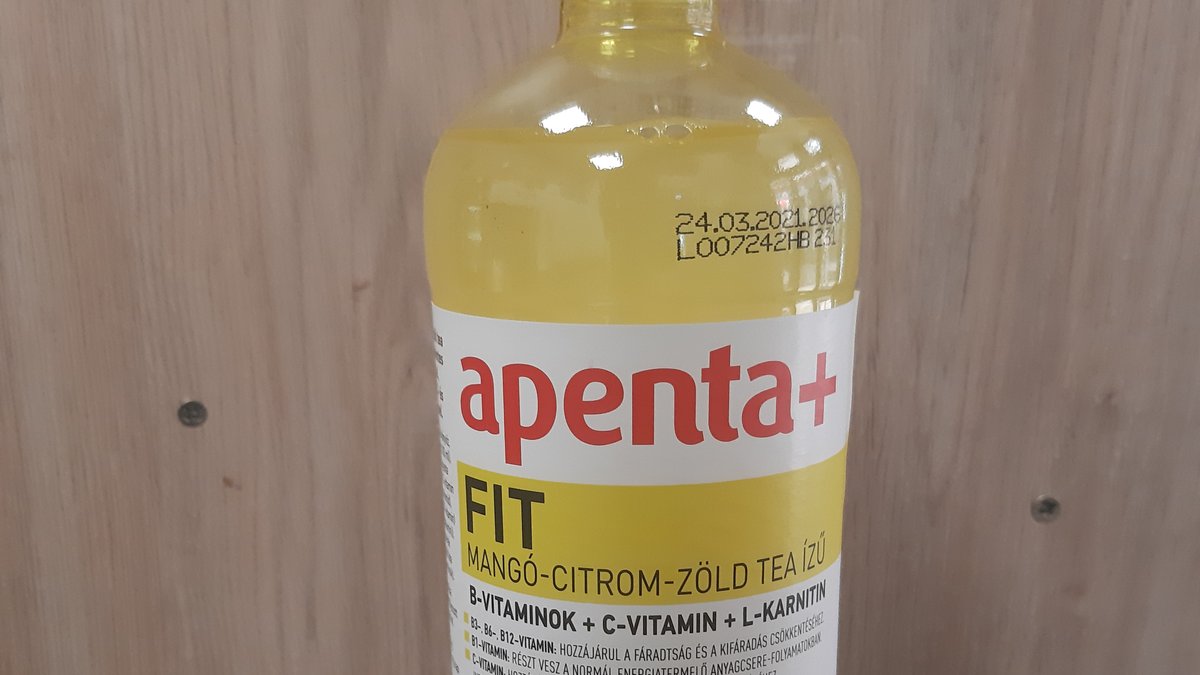 24.03.2021.2026
L007242HB 231
apenta+
FIT
MANGÓ-CITROM-ZÖLD TEA ÍZŰ
B-VITAMINOK + C-VITAMIN + L-KARNITIN
B3-, B6-, B12-VITAMIN: HOZZÁJÁRUL A FÁRADTSÁG ÉS A KIFÁRADÁS CSÖKKENTÉSÉHEZ
B1-VITAMIN: RÉSZT VESZ A NORMÁL ENERGIATERMELŐ ANYAGCSERE-FOLYAMATOKBAN
C-VITAMIN: